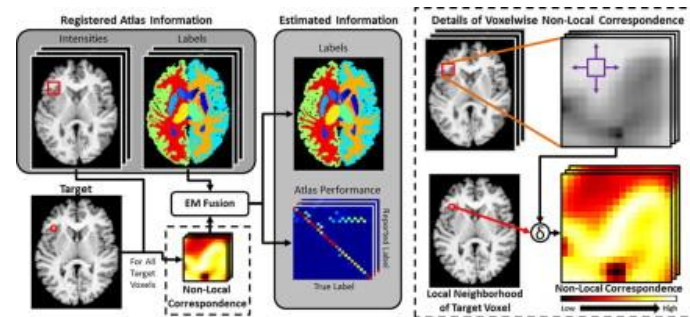 Registered Atlas Information
Intensities
Labels
Target
For All
Target
Voxels
EM Fusion
Non-Local
Correspondence
Estimated Information
Labels
Atlas Performance
Reported Label
True Label
Details of Voxelwise Non-Local Correspondence
δ
Local Neighborhood
of Target Voxel
Non-Local Correspondence
Low
High